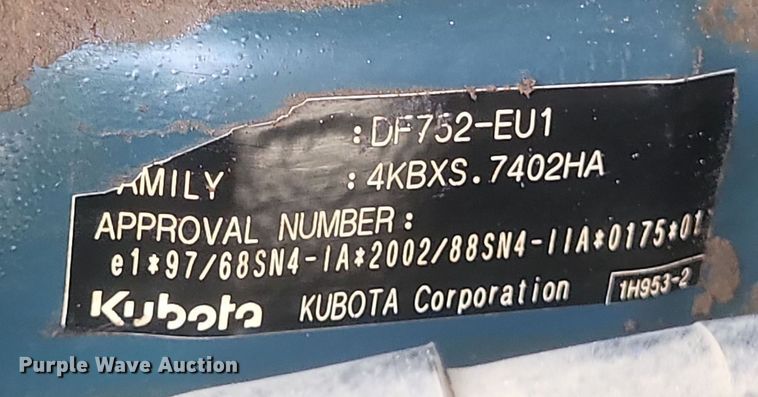 :DF752-EU1
AMILY :4KBXS.7402HA
APPROVAL NUMBER:
e1*97/68SN4-IA*2002/88SN4-IIA*0175*01
Kubota KUBOTA Corporation 1H953-2
Purple Wave Auction